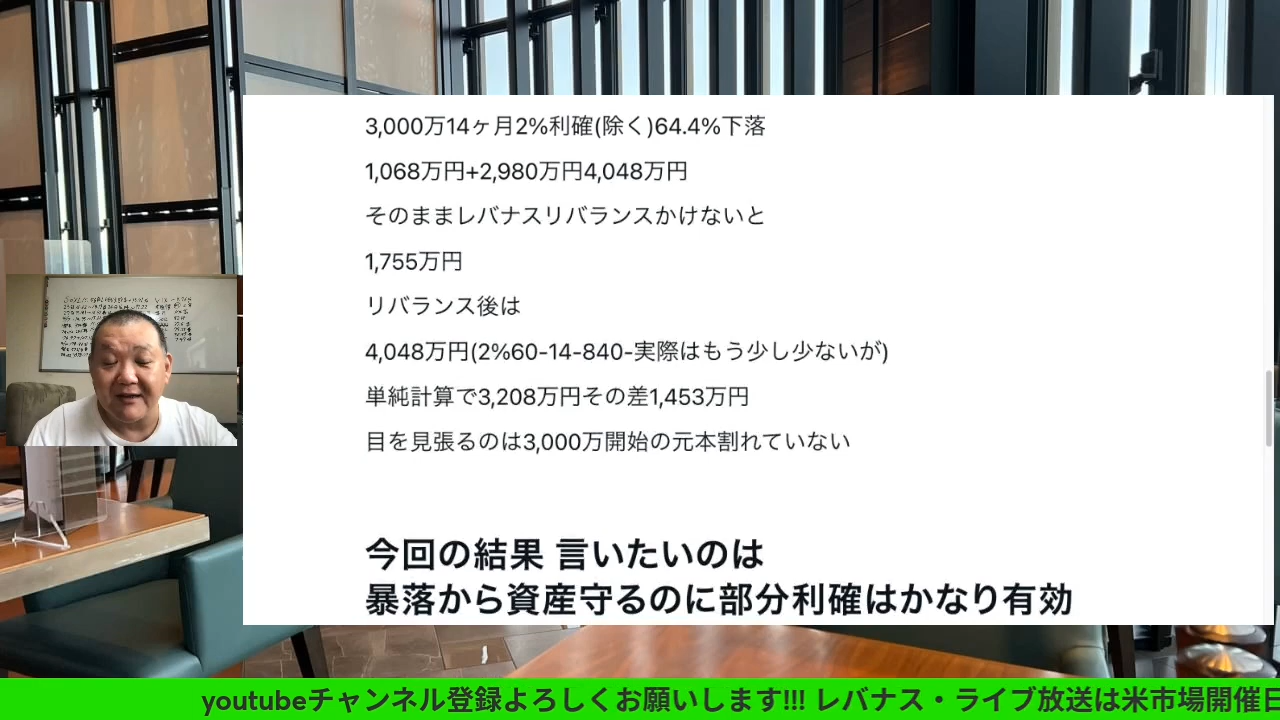 3,000万14ヶ月2%利確(除く)64.4%下落
1,068万円+2,980万円4,048万円
そのままレバナスリバランスかけないと
1,755万円
リバランス後は
4,048万円(2%60-14-840-実際はもう少し少ないが)
単純計算で3,208万円その差1,453万円
目を見張るのは3,000万開始の元本割れていない
今回の結果 言いたいのは
暴落から資産守るのに部分利確はかなり有効
youtubeチャンネル登録よろしくお願いします!!! レバナス・ライブ放送は米市場開催日